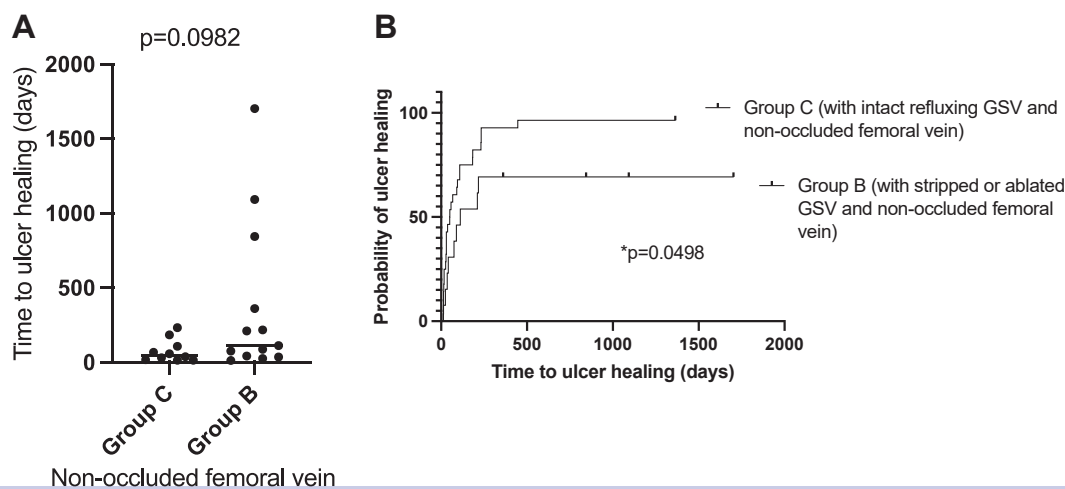 A
p=0.0982
Time to ulcer healing (days)
2000
1500
1000
500
0
Group C
Group B
Non-occluded femoral vein
B
Probability of ulcer healing
100
50
0
0 500 1000 1500 2000
Time to ulcer healing (days)
*p=0.0498
Group C (with intact refluxing GSV and
non-occluded femoral vein)
Group B (with stripped or ablated
GSV and non-occluded femoral
vein)